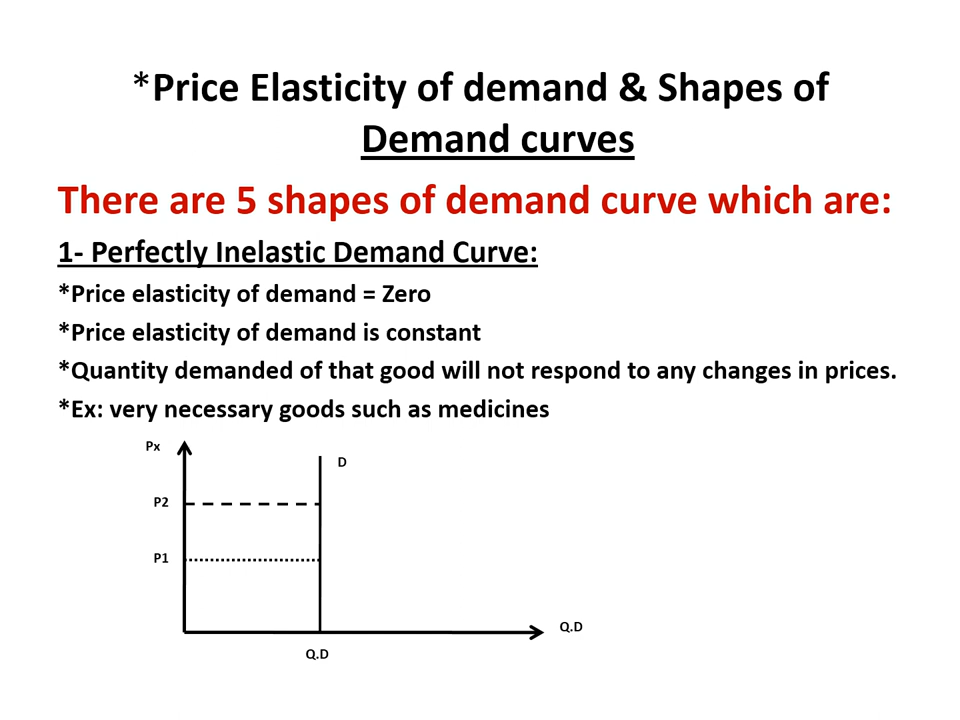 *Price Elasticity of demand & Shapes of
Demand curves
There are 5 shapes of demand curve which are:
1- Perfectly Inelastic Demand Curve:
*Price elasticity of demand = Zero
*Price elasticity of demand is constant
*Quantity demanded of that good will not respond to any changes in prices.
*Ex: very necessary goods such as medicines
Px
D
P2
P1
Q.D
Q.D